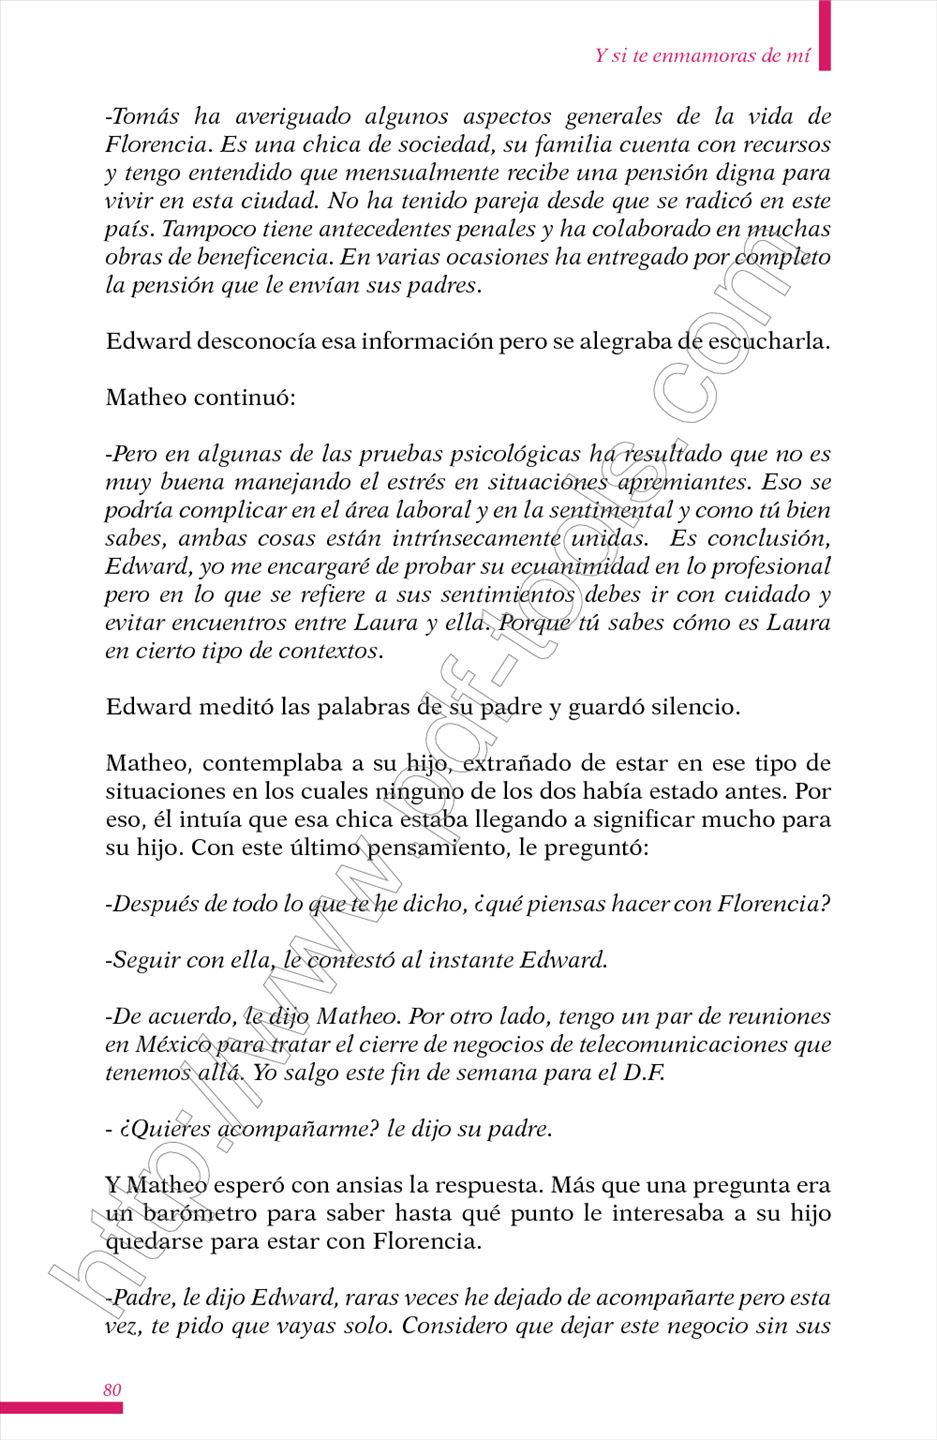 Y si te enmamoras de mí
-Tomás ha averiguado algunos aspectos generales de la vida de
Florencia. Es una chica de sociedad, su familia cuenta con recursos
y tengo entendido que mensualmente recibe una pensión digna para
vivir en esta ciudad. No ha tenido pareja desde que se radicó en este
país. Tampoco tiene antecedentes penales y ha colaborado en muchas
obras de beneficencia. En varias ocasiones ha entregado por completo
la pensión que le envían sus padres.
Edward desconocía esa información pero se alegraba de escucharla.
Matheo continuó:
-Pero en algunas de las pruebas psicológicas ha resultado que no es
muy buena manejando el estrés en situaciones apremiantes. Eso se
podría complicar en el área laboral y en la sentimental y como tú bien
sabes, ambas cosas están intrínsecamente unidas.  Es conclusión,
Edward, yo me encargaré de probar su ecuanimidad en lo profesional
pero en lo que se refiere a sus sentimientos debes ir con cuidado y
evitar encuentros entre Laura y ella. Porque tú sabes cómo es Laura
en cierto tipo de contextos.
Edward meditó las palabras de su padre y guardó silencio.
Matheo, contemplaba a su hijo, extrañado de estar en ese tipo de
situaciones en los cuales ninguno de los dos había estado antes. Por
eso, él intuía que esa chica estaba llegando a significar mucho para
su hijo. Con este último pensamiento, le preguntó:
-Después de todo lo que te he dicho, ¿qué piensas hacer con Florencia?
-Seguir con ella, le contestó al instante Edward.
-De acuerdo, le dijo Matheo. Por otro lado, tengo un par de reuniones
en México para tratar el cierre de negocios de telecomunicaciones que
tenemos allá. Yo salgo este fin de semana para el D.F.
- ¿Quieres acompañarme? le dijo su padre.
Y Matheo esperó con ansias la respuesta. Más que una pregunta era
un barómetro para saber hasta qué punto le interesaba a su hijo
quedarse para estar con Florencia.
-Padre, le dijo Edward, raras veces he dejado de acompañarte pero esta
vez, te pido que vayas solo. Considero que dejar este negocio sin sus
80
http://www.pdf-tools.com